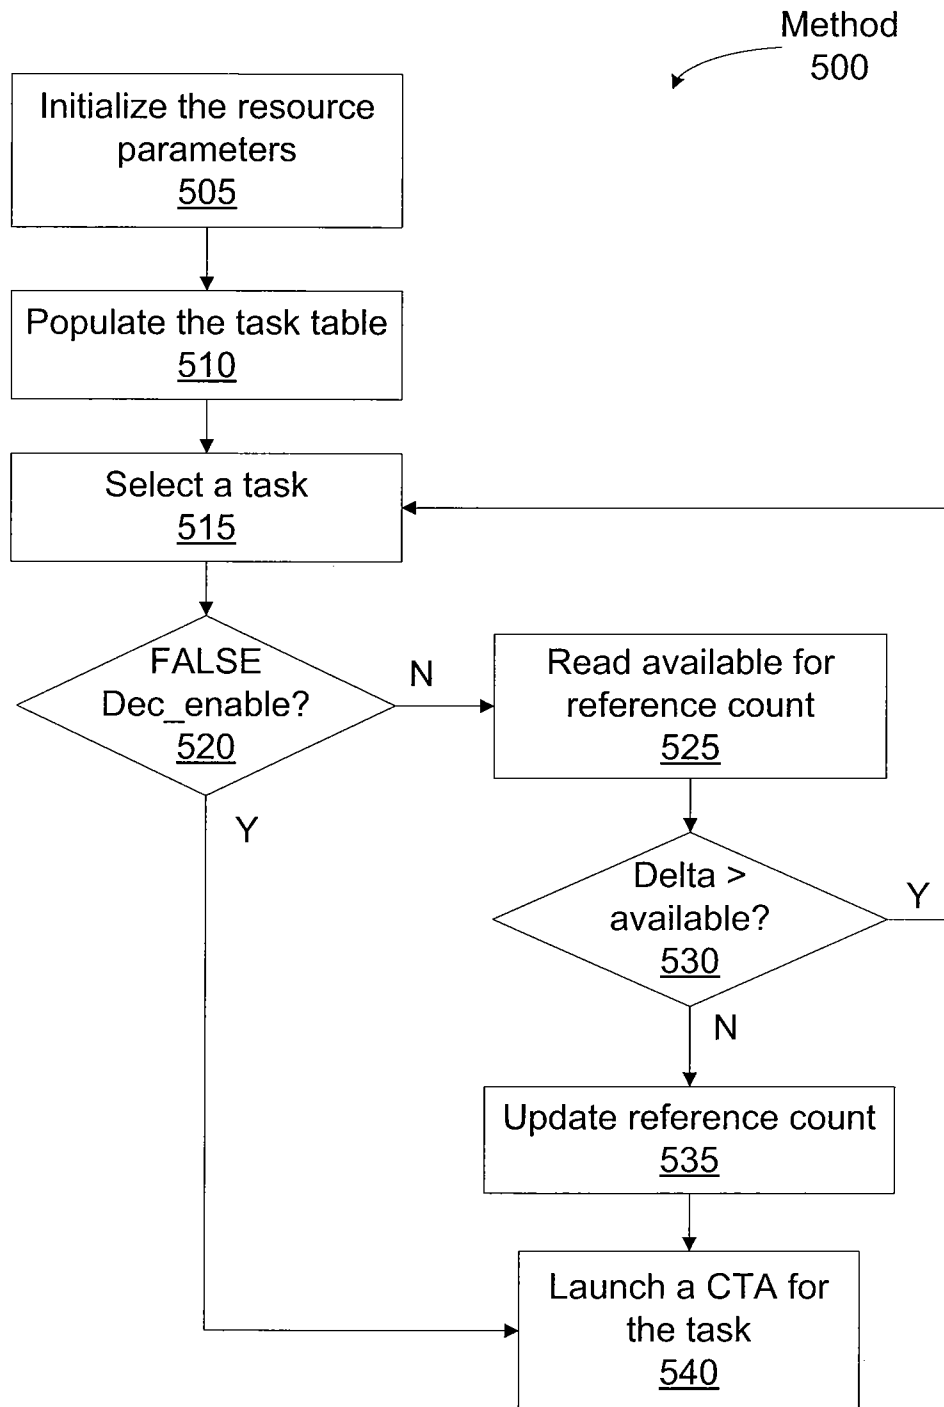 Method
500
Initialize the resource
parameters
505
Populate the task table
510
Select a task
515
FALSE
Dec_enable?
520
N
Y
Read available for
reference count
525
Delta >
available?
530
Y
N
Update reference count
535
Launch a CTA for
the task
540